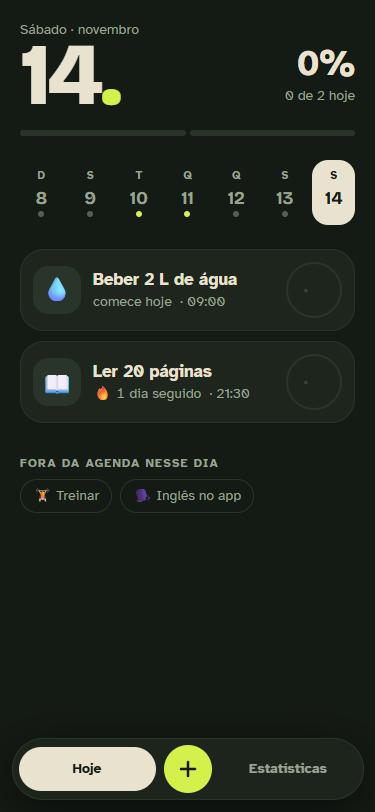 Sábado · novembro
14.
0%
0 de 2 hoje
D S T Q Q S S
8 9 10 11 12 13 14
Beber 2 L de água
comece hoje · 09:00
Ler 20 páginas
1 dia seguido · 21:30
FORA DA AGENDA NESSE DIA
Treinar
Inglês no app
Hoje
+
Estatísticas